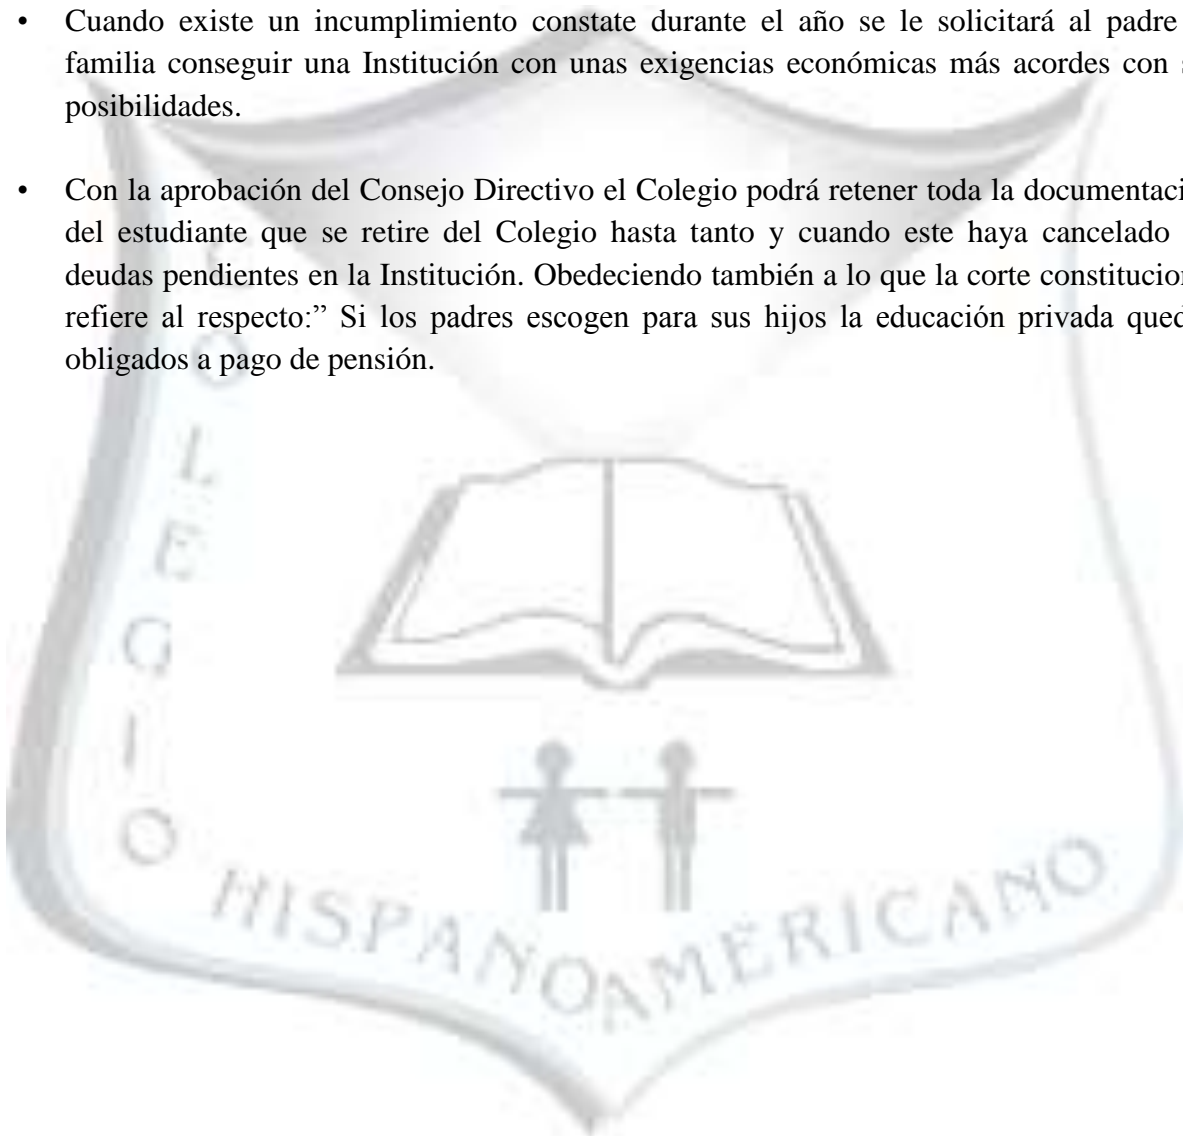 • Cuando existe un incumplimiento constate durante el año se le solicitará al padre
familia conseguir una Institución con unas exigencias económicas más acordes con
posibilidades.
• Con la aprobación del Consejo Directivo el Colegio podrá retener toda la documentaci
del estudiante que se retire del Colegio hasta tanto y cuando este haya cancelado
deudas pendientes en la Institución. Obedeciendo también a lo que la corte constitucion
refiere al respecto:” Si los padres escogen para sus hijos la educación privada qued
obligados a pago de pensión.
COLEGIO
HISPANOAMERICANO